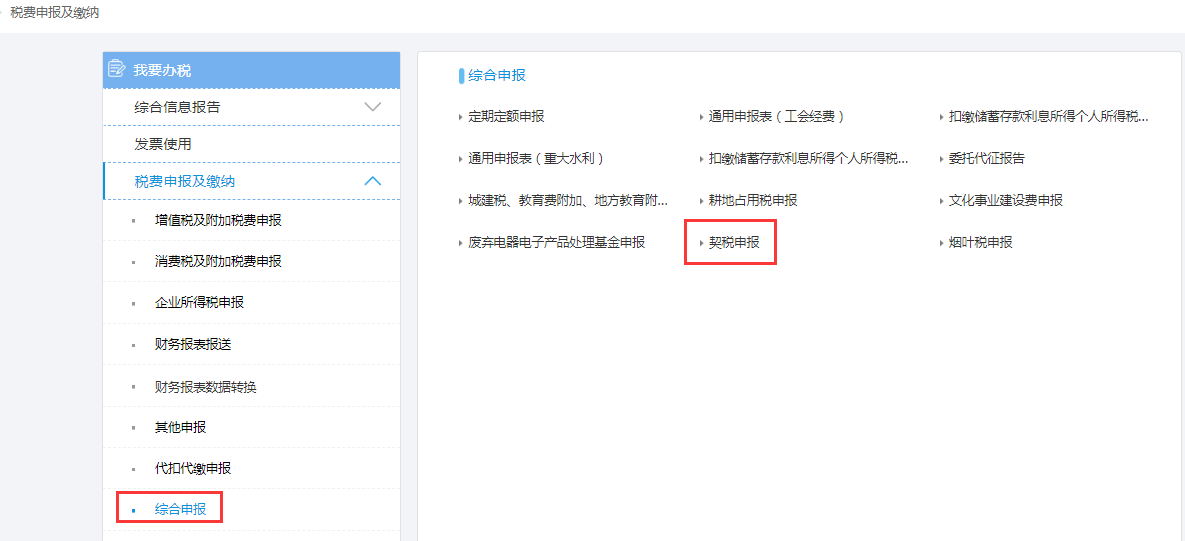 税费申报及缴纳
我要办税
综合信息报告
发票使用
税费申报及缴纳
增值税及附加税费申报
消费税及附加税费申报
企业所得税申报
财务报表报送
财务报表数据转换
其他申报
代扣代缴申报
综合申报
综合申报
定期定额申报
通用申报表（工会经费）
扣缴储蓄存款利息所得个人所得税...
通用申报表（重大水利）
扣缴储蓄存款利息所得个人所得税...
委托代征报告
城建税、教育费附加、地方教育附...
耕地占用税申报
文化事业建设费申报
废弃电器电子产品处理基金申报
契税申报
烟叶税申报